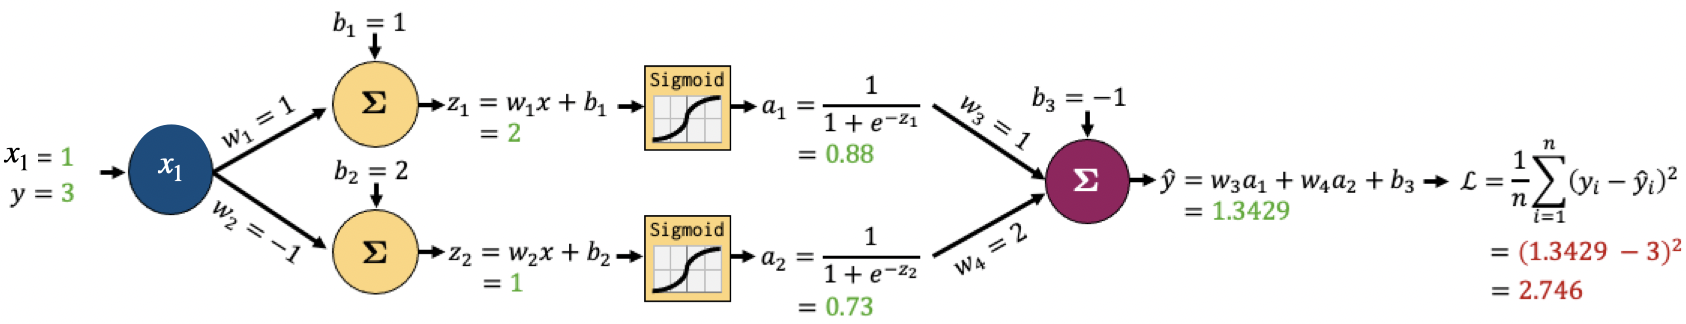 x₁ = 1
y = 3
x₁
w₁ = 1
w₂ = −1
b₁ = 1
Σ
z₁ = w₁x + b₁
= 2
b₂ = 2
Σ
z₂ = w₂x + b₂
= 1
Sigmoid
a₁ = 1 / (1 + e^(−z₁))
= 0.88
Sigmoid
a₂ = 1 / (1 + e^(−z₂))
= 0.73
w₃ = 1
w₄ = 2
b₃ = −1
Σ
ŷ = w₃a₁ + w₄a₂ + b₃
= 1.3429
ℒ = 1/n ∑ⁿᵢ₌₁ (yᵢ − ŷᵢ)²
= (1.3429 − 3)²
= 2.746